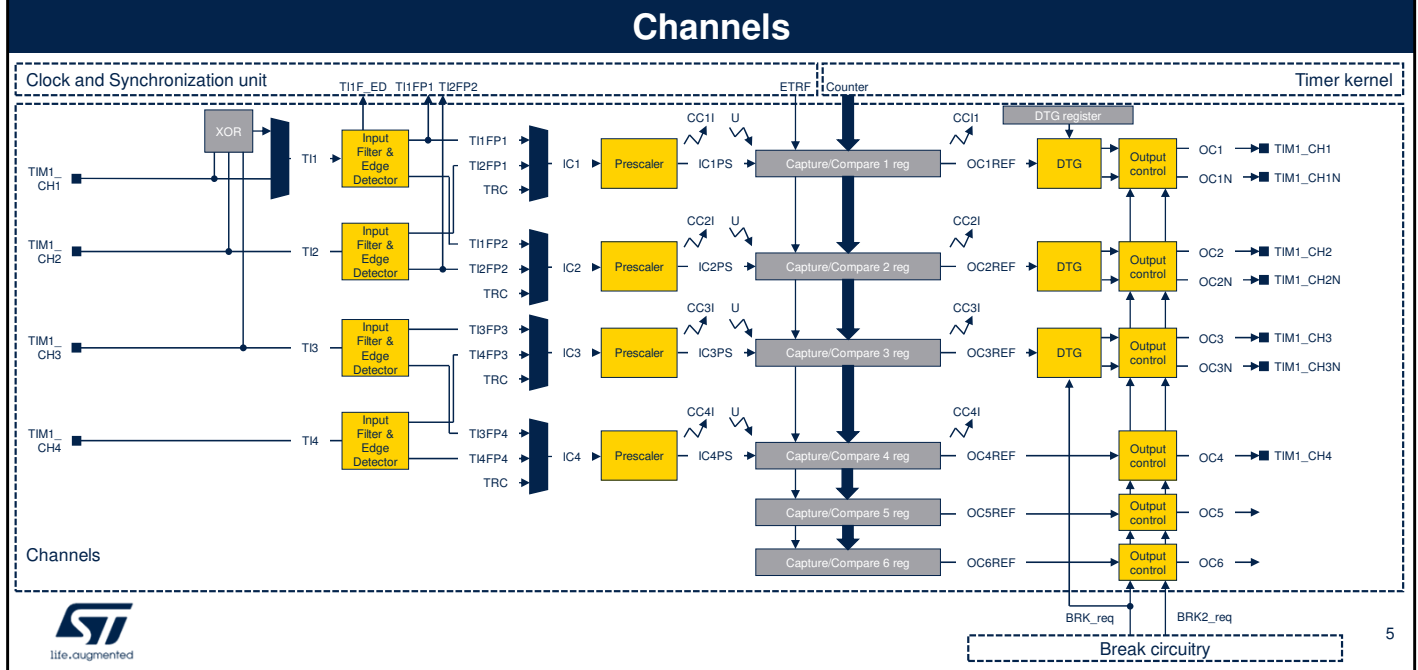 Channels
Clock and Synchronization unit
TI1F_ED TI1FP1 TI2FP2
ETRF
Counter
Timer kernel
XOR
TIM1_
CH1
TI1
Input
Filter &
Edge
Detector
TI1FP1
TI2FP1
TRC
IC1
Prescaler
CC1I
U
IC1PS
Capture/Compare 1 reg
CC1I
OC1REF
DTG register
DTG
Output
control
OC1
TIM1_CH1
OC1N
TIM1_CH1N
TIM1_
CH2
TI2
Input
Filter &
Edge
Detector
TI1FP2
TI2FP2
TRC
IC2
Prescaler
CC2I
U
IC2PS
Capture/Compare 2 reg
CC2I
OC2REF
DTG
Output
control
OC2
TIM1_CH2
OC2N
TIM1_CH2N
TIM1_
CH3
TI3
Input
Filter &
Edge
Detector
TI3FP3
TI4FP3
TRC
IC3
Prescaler
CC3I
U
IC3PS
Capture/Compare 3 reg
CC3I
OC3REF
DTG
Output
control
OC3
TIM1_CH3
OC3N
TIM1_CH3N
TIM1_
CH4
TI4
Input
Filter &
Edge
Detector
TI3FP4
TI4FP4
TRC
IC4
Prescaler
CC4I
U
IC4PS
Capture/Compare 4 reg
CC4I
OC4REF
Output
control
OC4
TIM1_CH4
Capture/Compare 5 reg
OC5REF
Output
control
OC5
Capture/Compare 6 reg
OC6REF
Output
control
OC6
Channels
BRK_req
BRK2_req
Break circuitry
ST
life.augmented
5